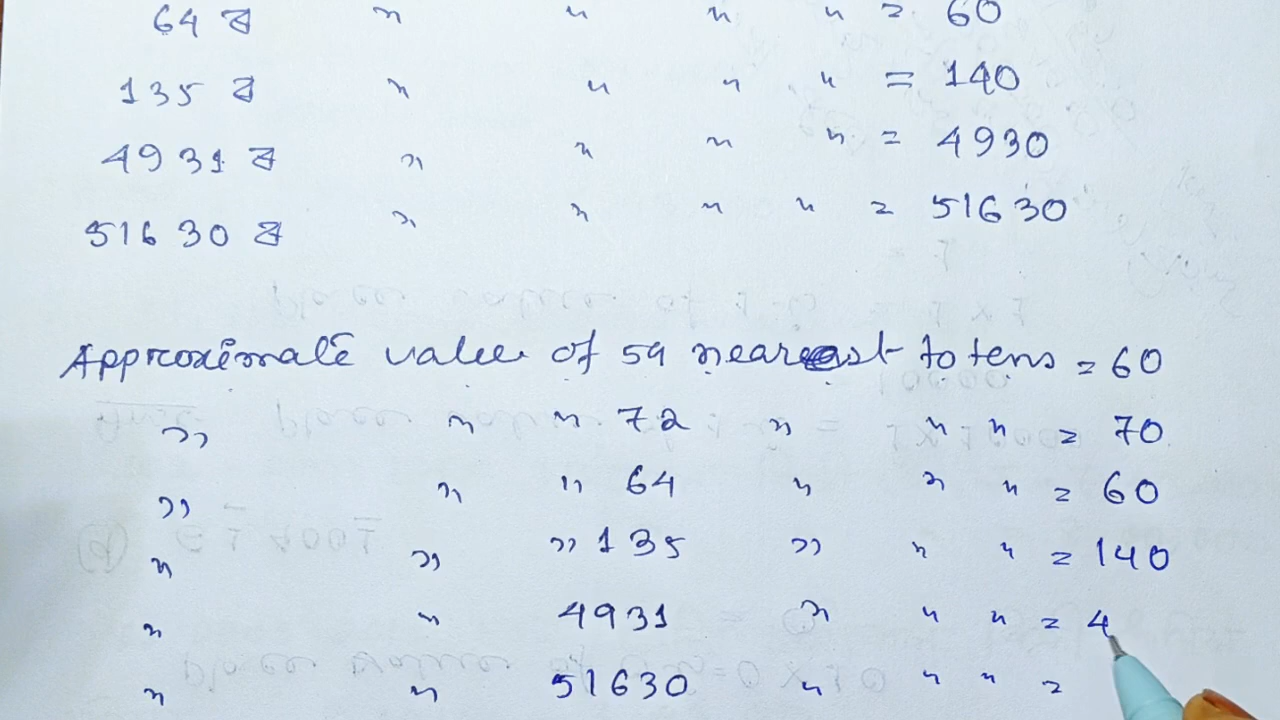 64 র " " " " = 60
135 র " " " " = 140
4931 র " " " " = 4930
51630 র " " " " = 51630
Approximate value of 59 nearest to tens = 60
" " " 72 " " " = 70
" " " 64 " " " = 60
" " " 135 " " " = 140
" " 4931 " " " = 4
" " 51630 " " " =